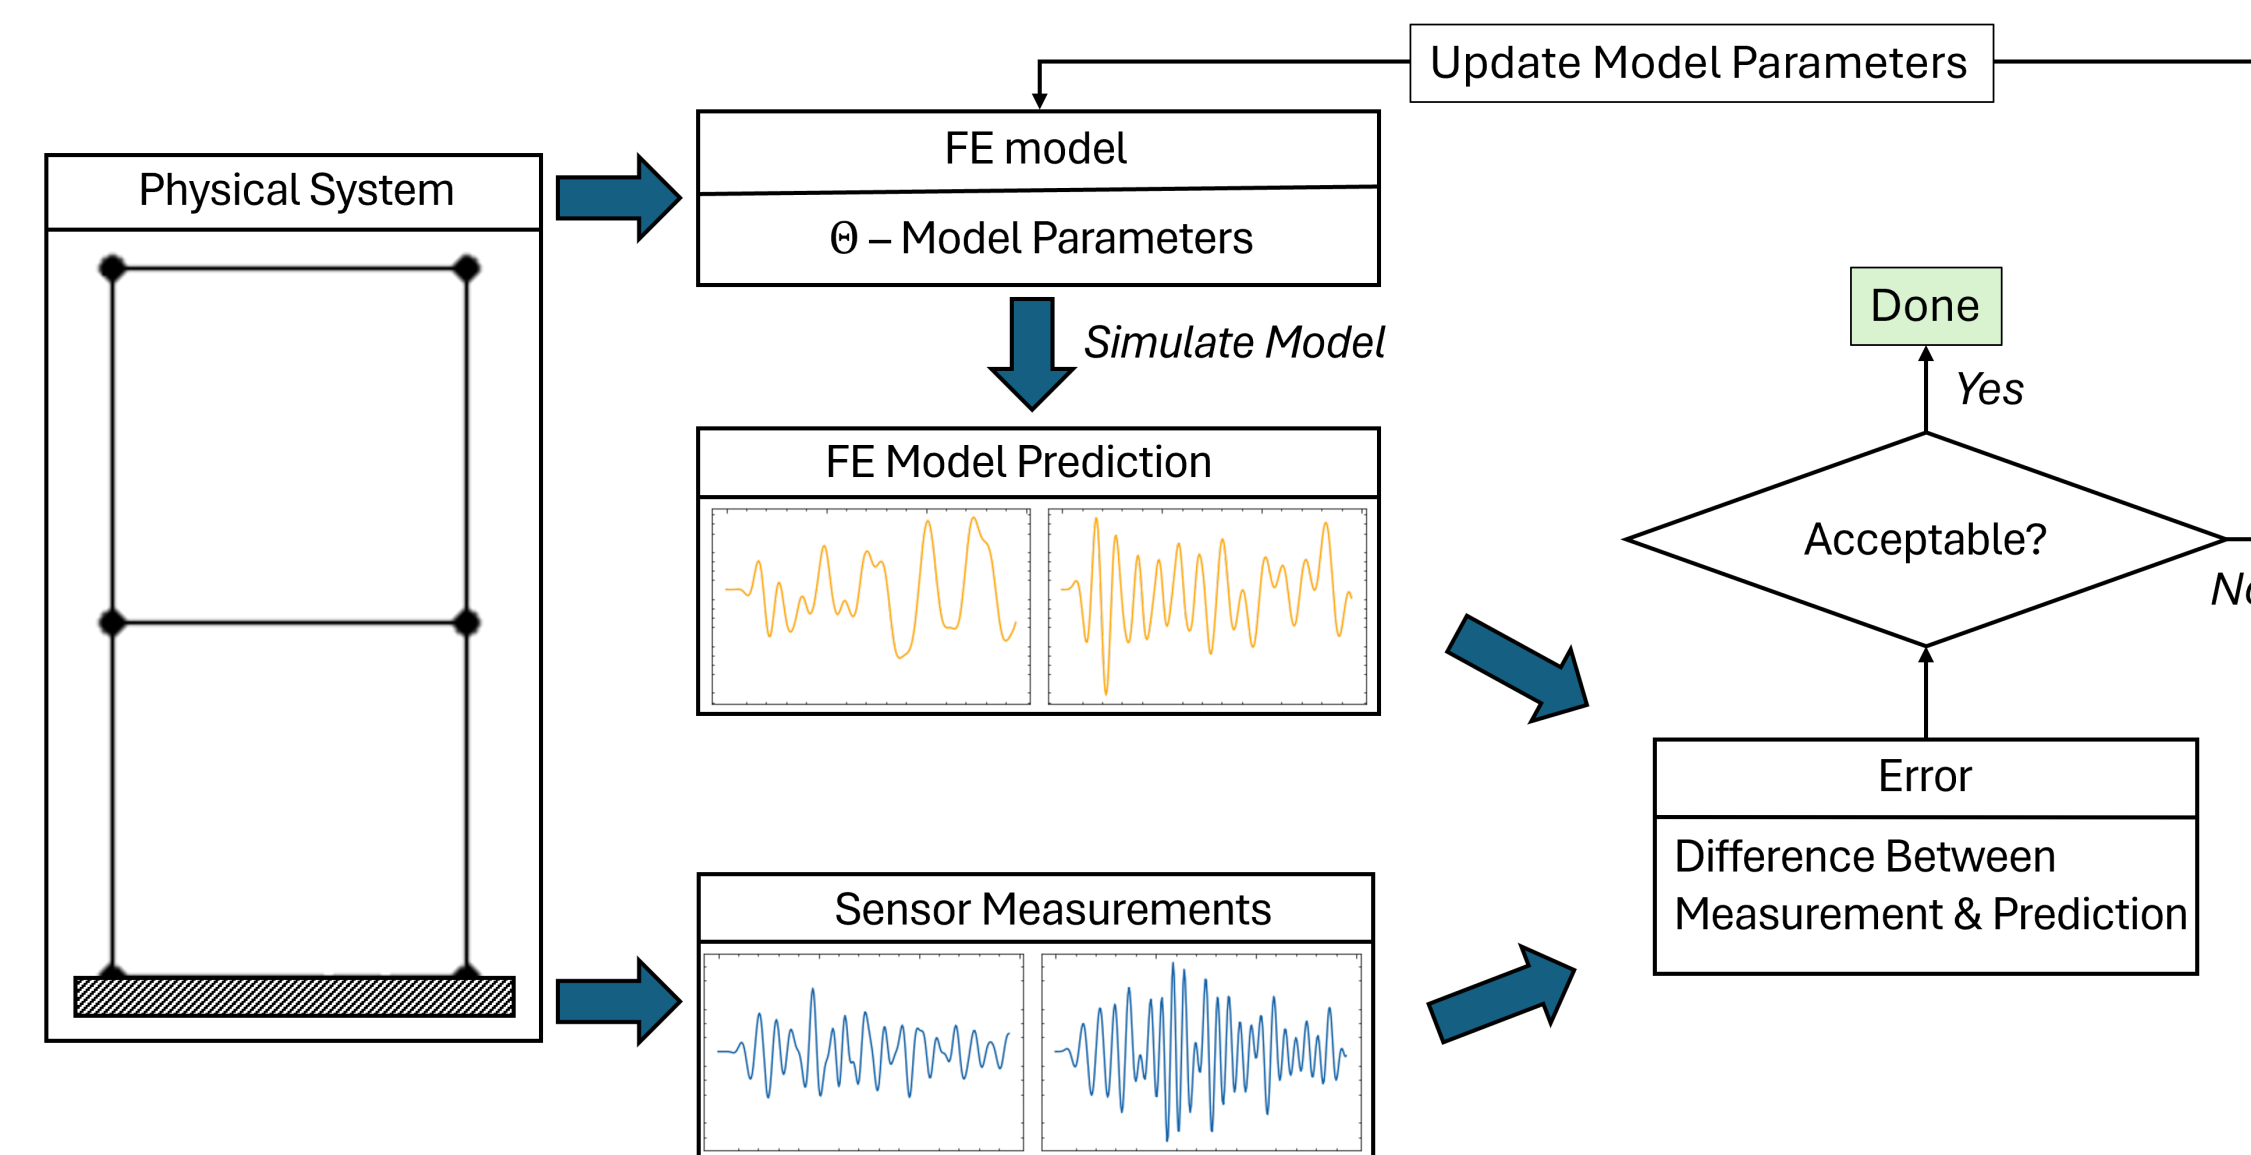 Update Model Parameters
Physical System
FE model
Θ – Model Parameters
Simulate Model
Done
Yes
FE Model Prediction
Acceptable?
No
Error
Difference Between
Measurement & Prediction
Sensor Measurements